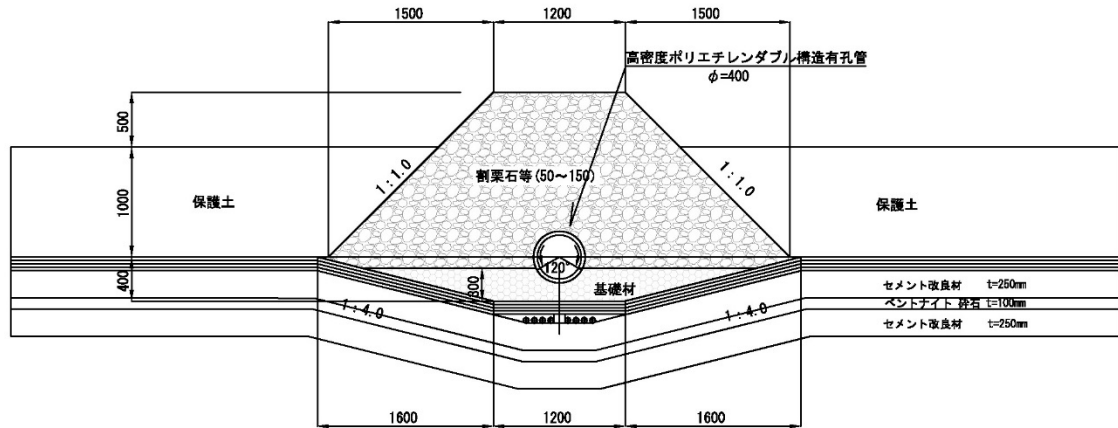 1500
1200
1500
高密度ポリエチレンダブル構造有孔管
φ=400
500
1:1.0
割栗石等(50～150)
1:1.0
1000
保護土
保護土
120°
400
300
基礎材
セメント改良材 t=250mm
1:4.0
1:4.0
ベントナイト 砕石 t=100mm
セメント改良材 t=250mm
1600
1200
1600